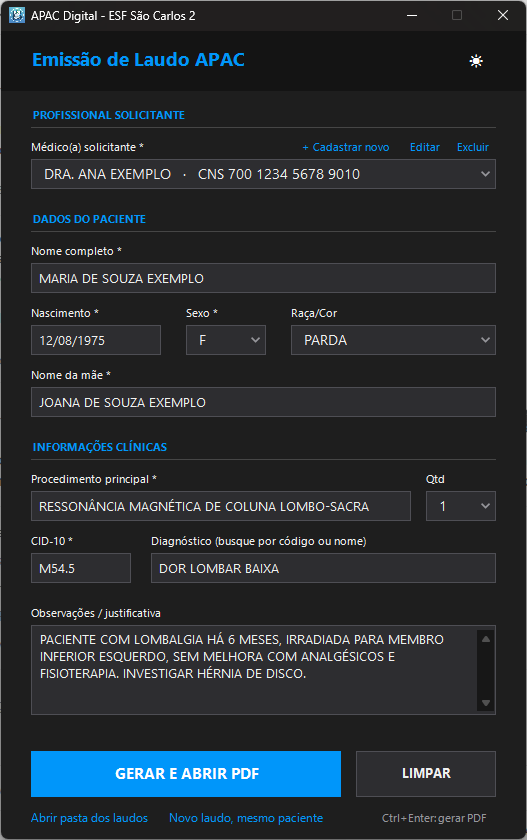 APAC Digital - ESF São Carlos 2
Emissão de Laudo APAC
PROFISSIONAL SOLICITANTE
Médico(a) solicitante * + Cadastrar novo Editar Excluir
DRA. ANA EXEMPLO · CNS 700 1234 5678 9010
DADOS DO PACIENTE
Nome completo *
MARIA DE SOUZA EXEMPLO
Nascimento * Sexo * Raça/Cor
12/08/1975 F PARDA
Nome da mãe *
JOANA DE SOUZA EXEMPLO
INFORMAÇÕES CLÍNICAS
Procedimento principal * Qtd
RESSONÂNCIA MAGNÉTICA DE COLUNA LOMBO-SACRA 1
CID-10 * Diagnóstico (busque por código ou nome)
M54.5 DOR LOMBAR BAIXA
Observações / justificativa
PACIENTE COM LOMBALGIA HÁ 6 MESES, IRRADIADA PARA MEMBRO
INFERIOR ESQUERDO, SEM MELHORA COM ANALGÉSICOS E
FISIOTERAPIA. INVESTIGAR HÉRNIA DE DISCO.
GERAR E ABRIR PDF LIMPAR
Abrir pasta dos laudos Novo laudo, mesmo paciente Ctrl+Enter: gerar PDF